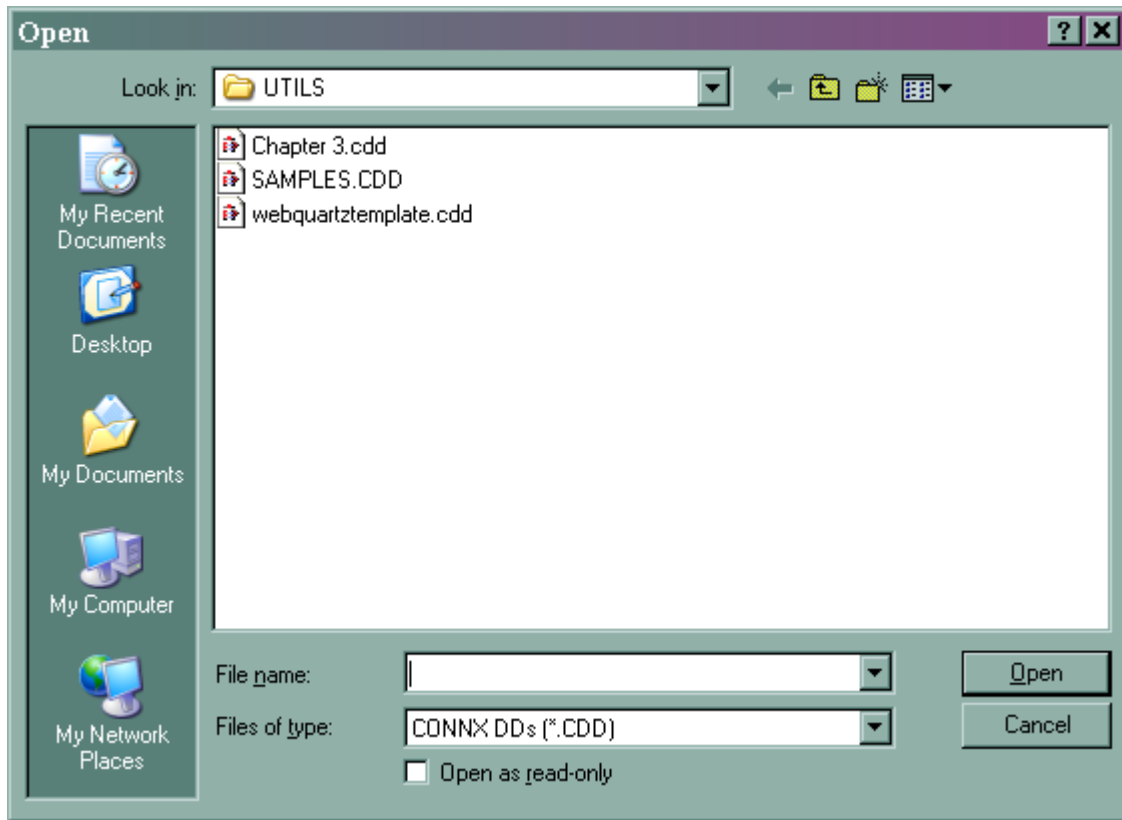 Open
Look in: UTILS
Chapter 3.cdd
SAMPLES.CDD
webquartztemplate.cdd
My Recent
Documents
Desktop
My Documents
My Computer
My Network
Places
File name:
Open
Files of type: CONNX DDs (*.CDD)
Cancel
Open as read-only